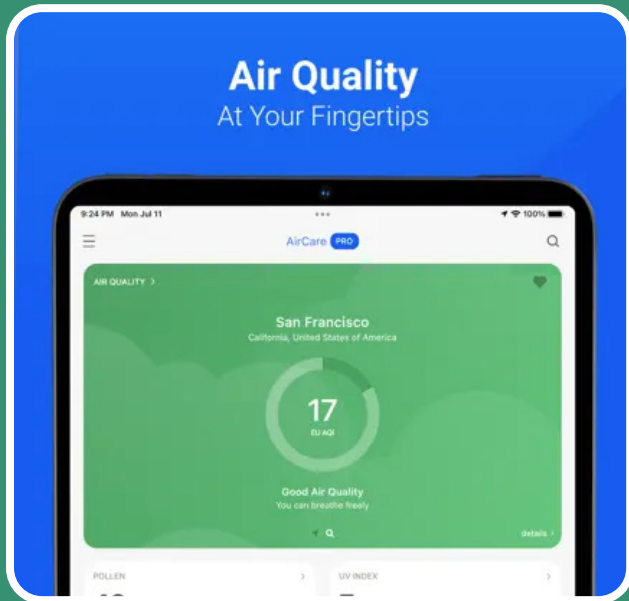 Air Quality
At Your Fingertips
9:24 PM Mon Jul 11
100%
AirCare PRO
AIR QUALITY
San Francisco
California, United States of America
17
EU AQI
Good Air Quality
You can breathe freely
details
POLLEN
UV INDEX